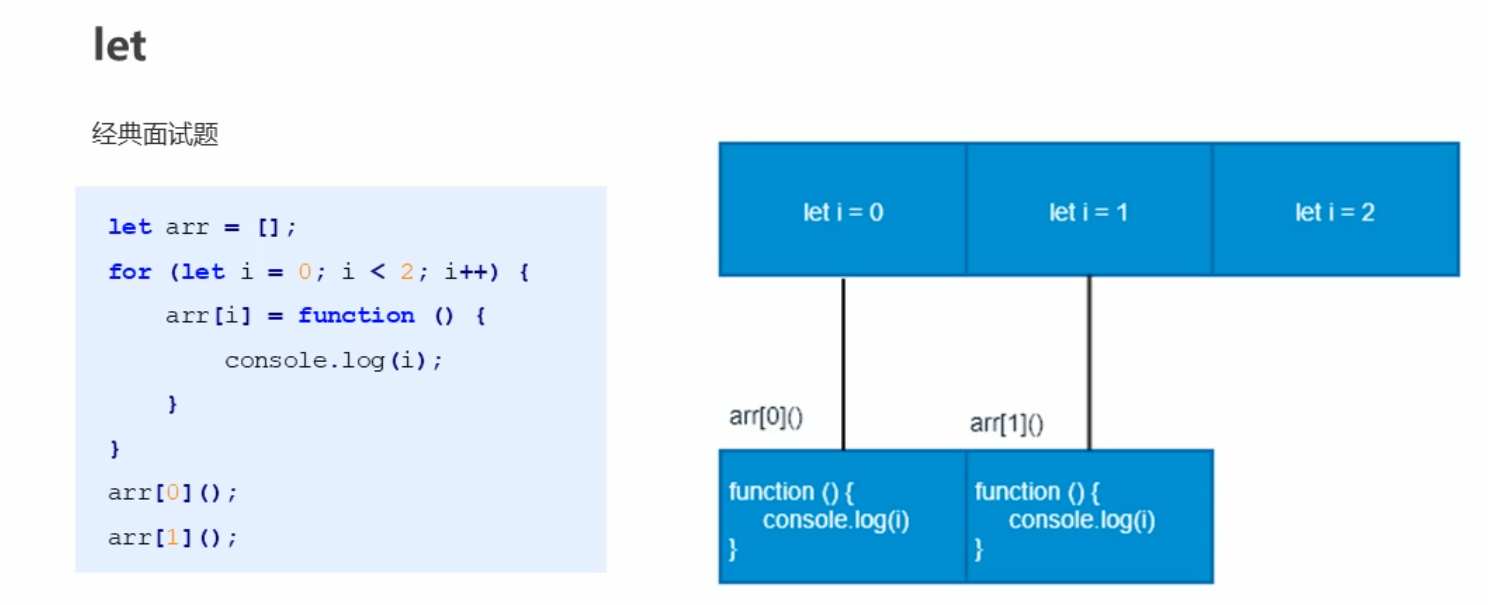 let
经典面试题
let arr = [];
for (let i = 0; i < 2; i++) {
    arr[i] = function () {
        console.log(i);
    }
}
arr[0]();
arr[1]();
let i = 0
let i = 1
let i = 2
arr[0]()
arr[1]()
function () {
    console.log(i)
}
function () {
    console.log(i)
}